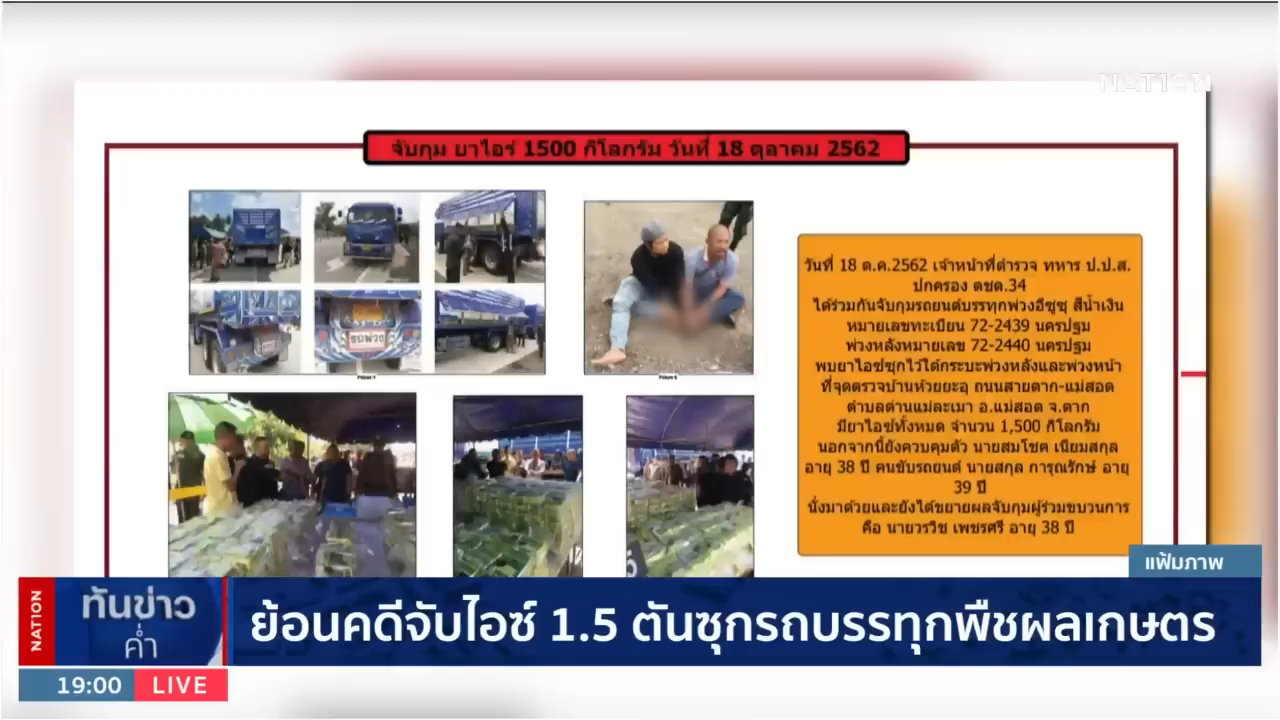 NATION
จับกุม ยาไอซ์ 1500 กิโลกรัม วันที่ 18 ตุลาคม 2562
วันที่ 18 ต.ค.2562 เจ้าหน้าที่ตำรวจ ทหาร ป.ป.ส.
ปกครอง ตชด.34
ได้ร่วมกันจับกุมรถยนต์บรรทุกพ่วงอีซูซุ สีน้ำเงิน
หมายเลขทะเบียน 72-2439 นครปฐม
พ่วงหลังหมายเลข 72-2440 นครปฐม
พบยาไอซ์ซุกไว้ใต้กระบะพ่วงหลังและพ่วงหน้า
ที่จุดตรวจบ้านห้วยยะอุ ถนนสายตาก-แม่สอด
ตำบลด่านแม่ละเมา อ.แม่สอด จ.ตาก
มียาไอซ์ทั้งหมด จำนวน 1,500 กิโลกรัม
นอกจากนี้ยังควบคุมตัว นายสมโชค เนียมสกุล
อายุ 38 ปี คนขับรถยนต์ นายสกุล การุณรักษ์ อายุ
39 ปี
นั่งมาด้วยและยังได้ขยายผลจับกุมผู้ร่วมขบวนการ
คือ นายวรวิช เพชรศรี อายุ 38 ปี
รถพ่วง
แฟ้มภาพ
NATION
ทันข่าว
ค่ำ
ย้อนคดีจับไอซ์ 1.5 ตันซุกรถบรรทุกพืชผลเกษตร
19:00 LIVE